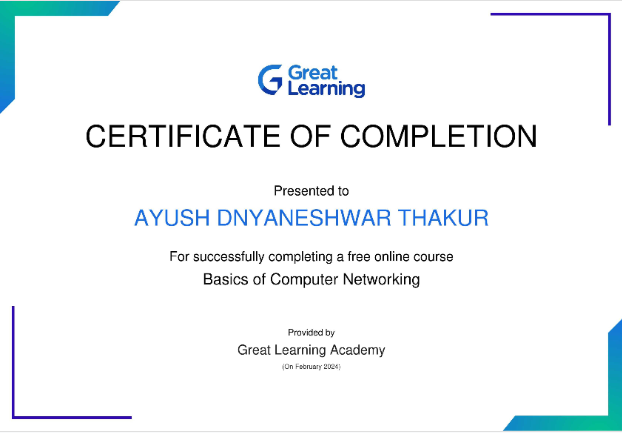 Great
Learning
CERTIFICATE OF COMPLETION
Presented to
AYUSH DNYANESHWAR THAKUR
For successfully completing a free online course
Basics of Computer Networking
Provided by
Great Learning Academy
(On February 2024)